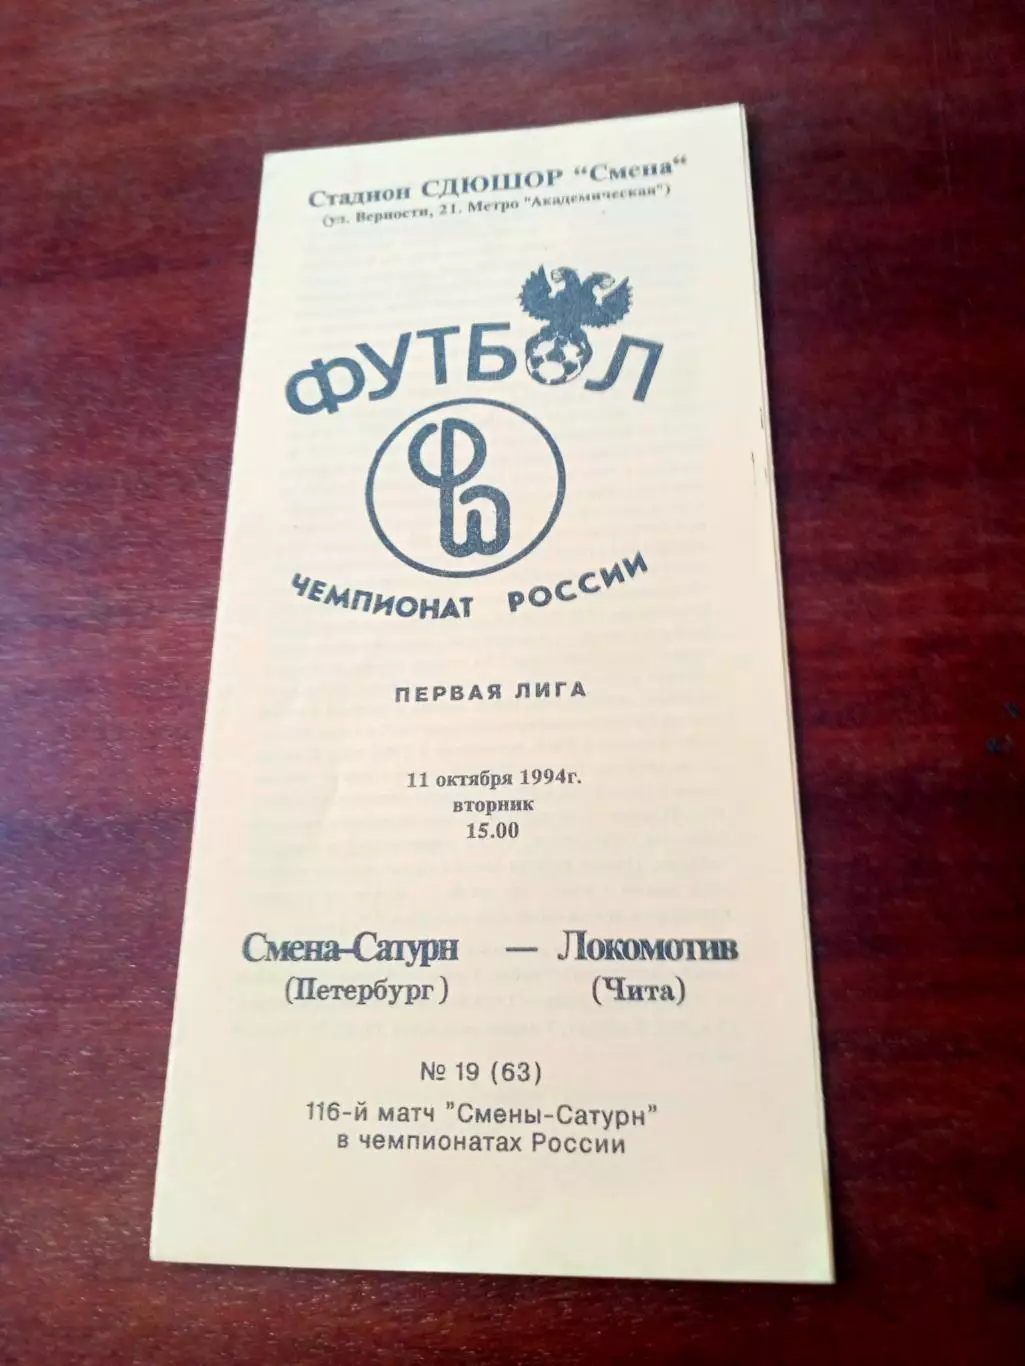 Стадион СДЮШОР “Смена“
(ул. Верности, 21. Метро "Академическая")
ФУТБОЛ
ЧЕМПИОНАТ РОССИИ
ПЕРВАЯ ЛИГА
11 октября 1994г.
вторник
15.00
Смена-Сатурн — Локомотив
(Петербург) (Чита)
№ 19 (63)
116-й матч "Смены-Сатурн"
в чемпионатах России